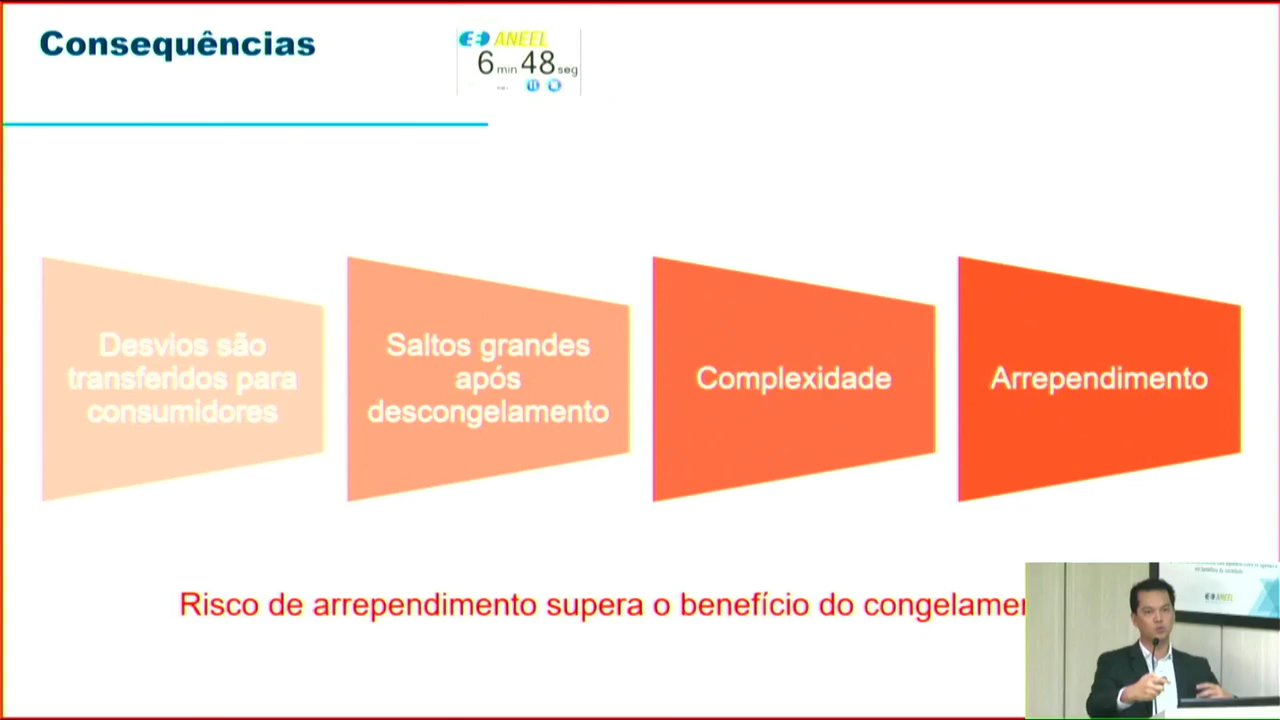 Consequências
ANEEL
6 min 48 seg
Desvios são
transferidos para
consumidores
Saltos grandes
após
descongelamento
Complexidade
Arrependimento
Risco de arrependimento supera o benefício do congelamen
ANEEL